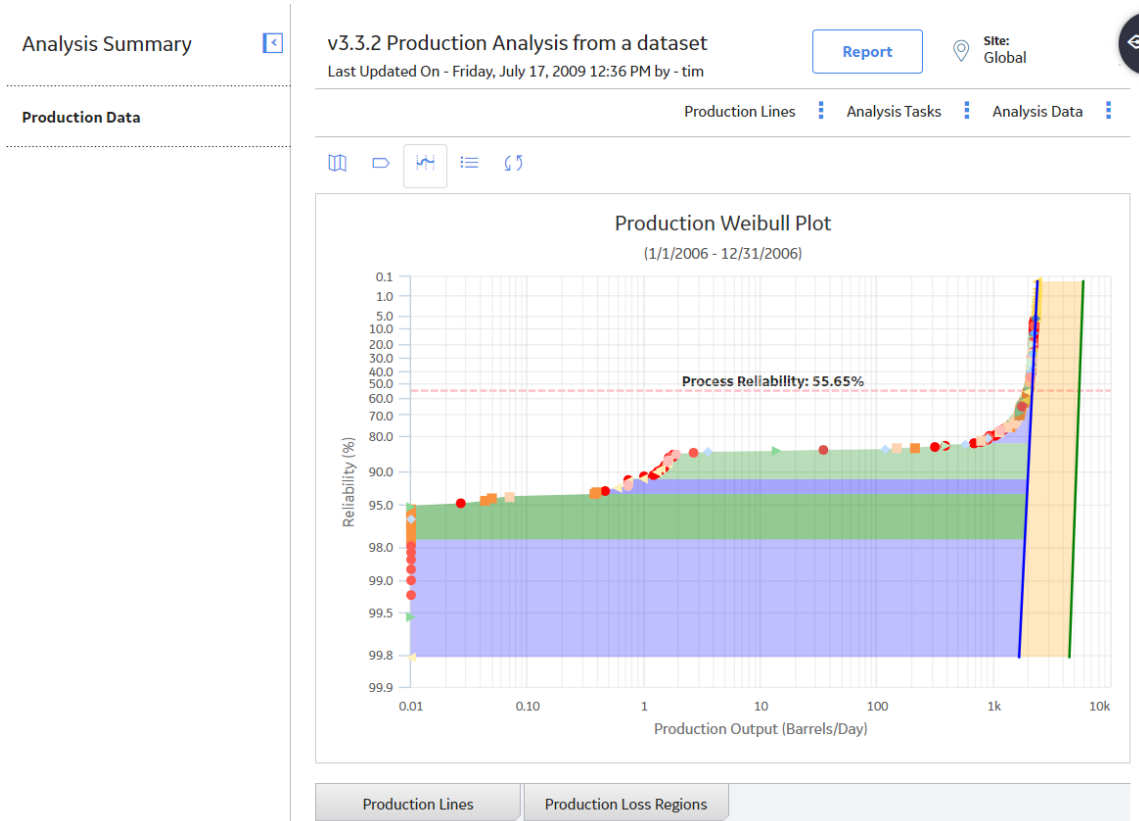 Analysis Summary
Production Data
v3.3.2 Production Analysis from a dataset
Last Updated On - Friday, July 17, 2009 12:36 PM by - tim
Report
Site:
Global
Production Lines
Analysis Tasks
Analysis Data
Production Weibull Plot
(1/1/2006 - 12/31/2006)
Reliability (%)
0.1
1.0
5.0
10.0
20.0
30.0
40.0
50.0
60.0
70.0
80.0
90.0
95.0
98.0
99.0
99.5
99.8
99.9
Process Reliability: 55.65%
0.01
0.10
1
10
100
1k
10k
Production Output (Barrels/Day)
Production Lines
Production Loss Regions